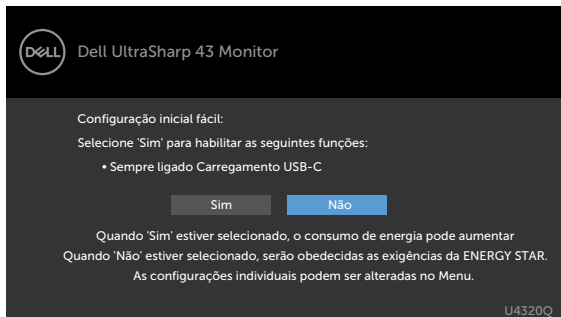 DELL
Dell UltraSharp 43 Monitor
Configuração inicial fácil:
Selecione 'Sim' para habilitar as seguintes funções:
• Sempre ligado Carregamento USB-C
Sim Não
Quando 'Sim' estiver selecionado, o consumo de energia pode aumentar
Quando 'Não' estiver selecionado, serão obedecidas as exigências da ENERGY STAR.
As configurações individuais podem ser alteradas no Menu.
U4320Q